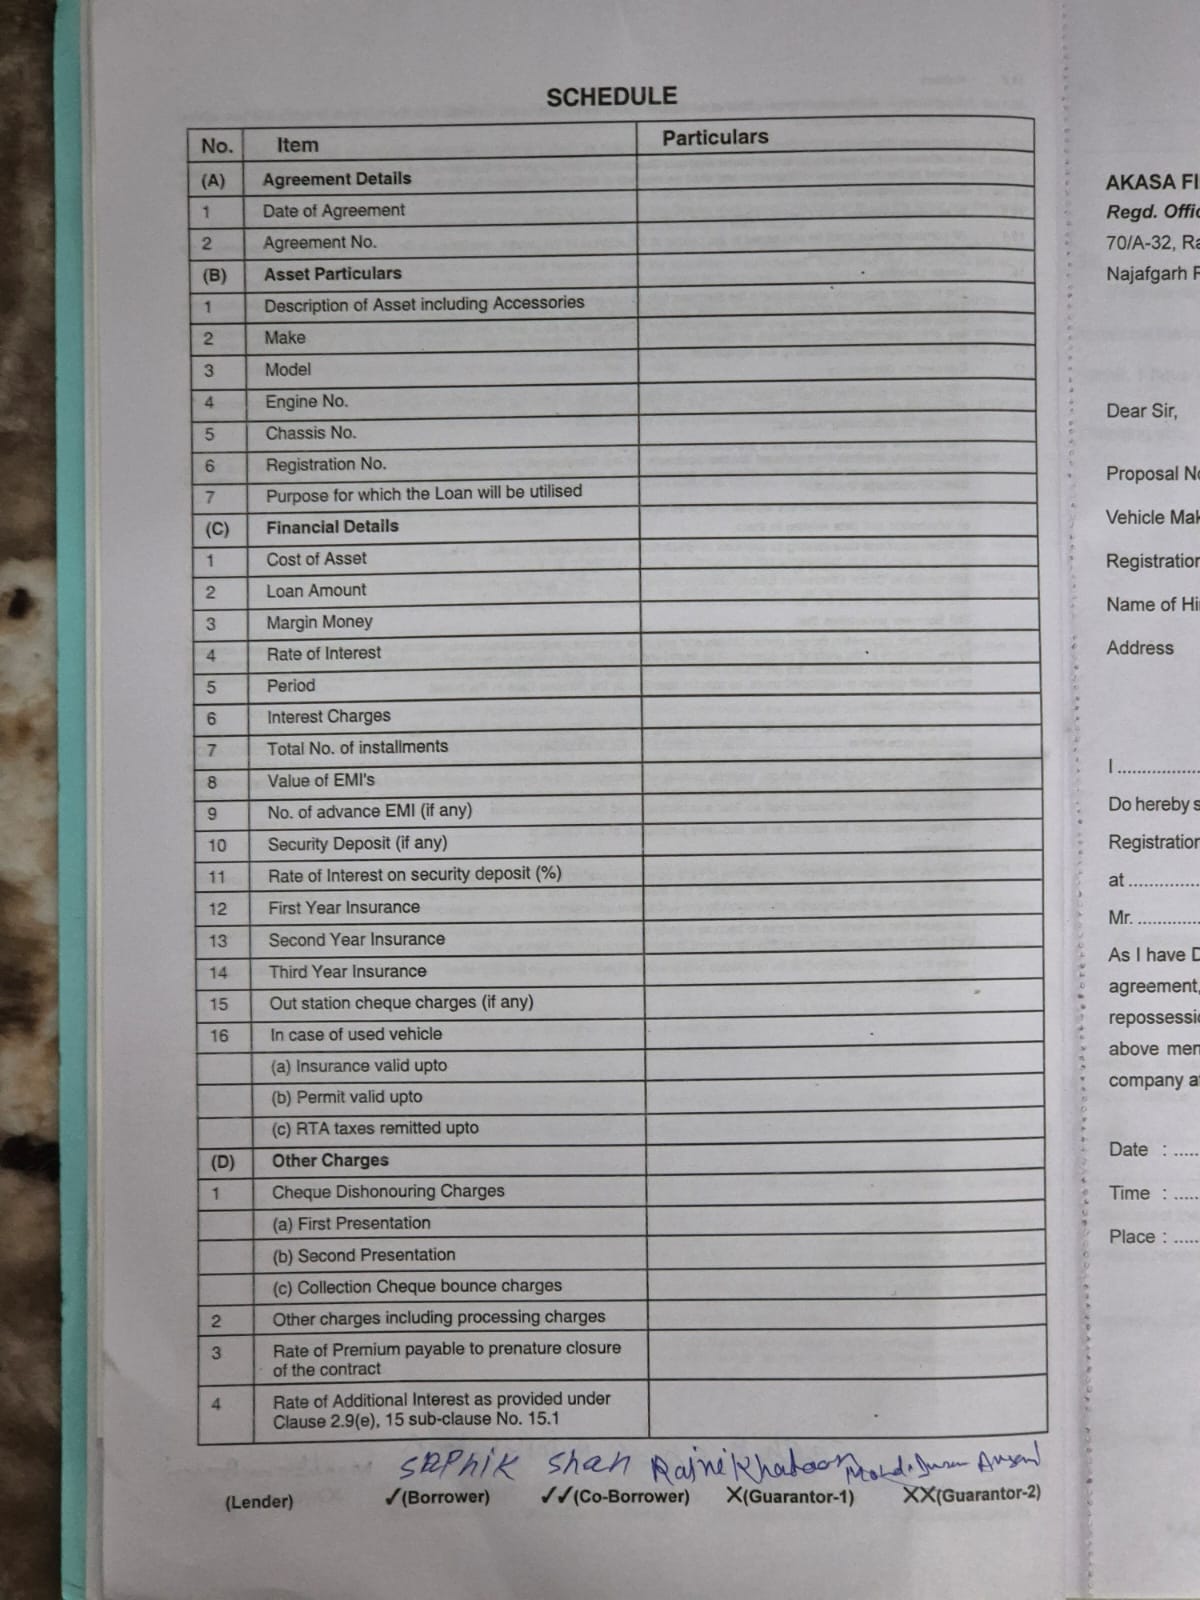 SCHEDULE
No. Item Particulars
(A) Agreement Details
1 Date of Agreement
2 Agreement No.
(B) Asset Particulars
1 Description of Asset including Accessories
2 Make
3 Model
4 Engine No.
5 Chassis No.
6 Registration No.
7 Purpose for which the Loan will be utilised
(C) Financial Details
1 Cost of Asset
2 Loan Amount
3 Margin Money
4 Rate of Interest
5 Period
6 Interest Charges
7 Total No. of installments
8 Value of EMI's
9 No. of advance EMI (if any)
10 Security Deposit (if any)
11 Rate of Interest on security deposit (%)
12 First Year Insurance
13 Second Year Insurance
14 Third Year Insurance
15 Out station cheque charges (if any)
16 In case of used vehicle
(a) Insurance valid upto
(b) Permit valid upto
(c) RTA taxes remitted upto
(D) Other Charges
1 Cheque Dishonouring Charges
(a) First Presentation
(b) Second Presentation
(c) Collection Cheque bounce charges
2 Other charges including processing charges
3 Rate of Premium payable to prenature closure
of the contract
4 Rate of Additional Interest as provided under
Clause 2.9(e), 15 sub-clause No. 15.1
Shah Rajni Khatoon Mohd.
(Lender) ✓(Borrower) ✓✓(Co-Borrower) X(Guarantor-1) XX(Guarantor-2)
AKASA FI
Regd. Offic
70/A-32, Ra
Najafgarh
Dear Sir,
Proposal No
Vehicle Mak
Registration
Name of Hi
Address
I ................
Do hereby s
Registration
at ..............
Mr. ............
As I have D
agreement,
repossessi
above men
company a
Date : .....
Time : .....
Place : .....